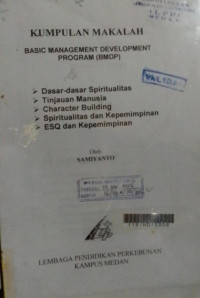 KUMPULAN MAKALAH
BASIC MANAGEMENT DEVELOPMENT
PROGRAM (BMDP)
Dasar-dasar Spiritualitas
Tinjauan Manusia
Character Building
Spiritualitas dan Kepemimpinan
ESQ dan Kepemimpinan
Oleh
SAMIYANTO
LEMBAGA PENDIDIKAN PERKEBUNAN
KAMPUS MEDAN